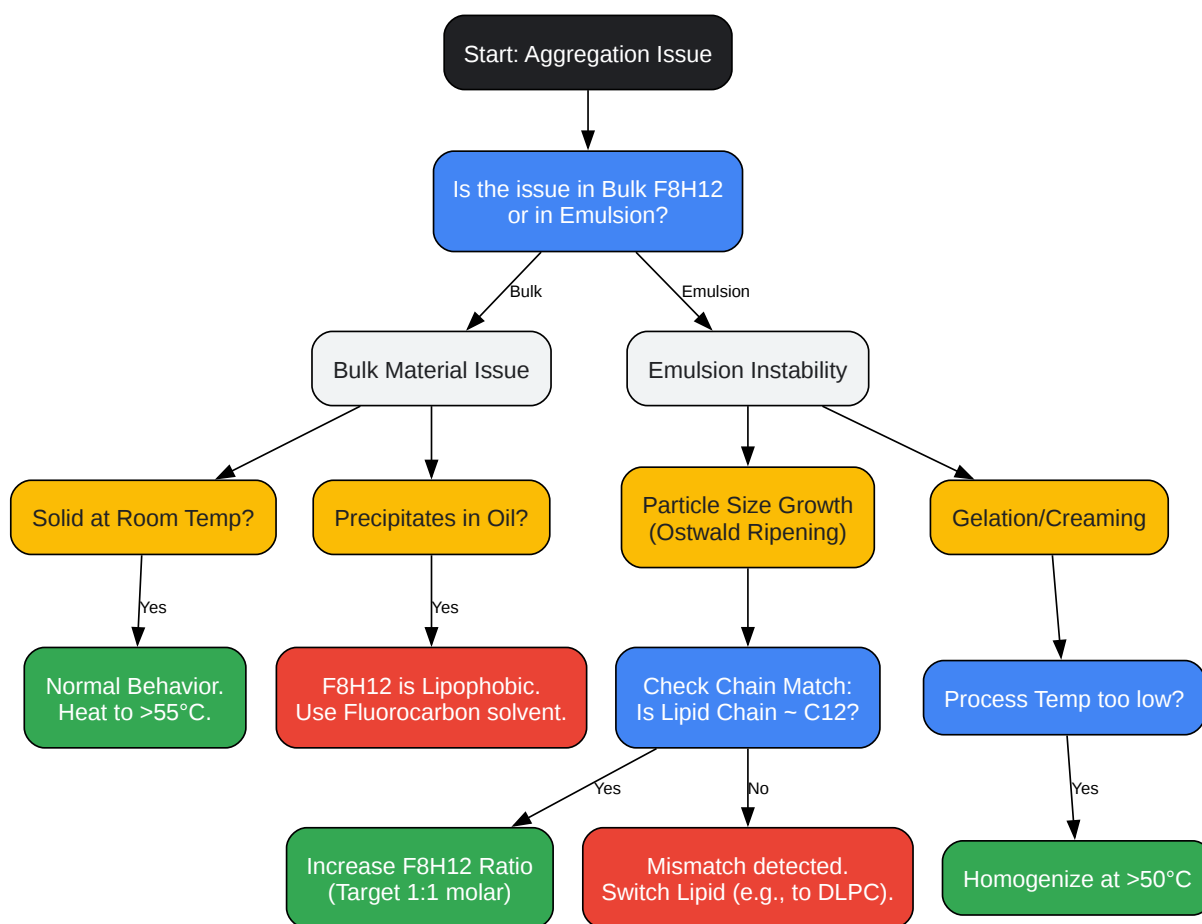 Start: Aggregation Issue
Is the issue in Bulk F8H12
or in Emulsion?
Bulk
Emulsion
Bulk Material Issue
Emulsion Instability
Solid at Room Temp?
Precipitates in Oil?
Particle Size Growth
(Ostwald Ripening)
Gelation/Creaming
Yes
Yes
Normal Behavior.
Heat to >55°C.
F8H12 is Lipophobic.
Use Fluorocarbon solvent.
Check Chain Match:
Is Lipid Chain ~ C12?
Process Temp too low?
Yes
No
Yes
Increase F8H12 Ratio
(Target 1:1 molar)
Mismatch detected.
Switch Lipid (e.g., to DLPC).
Homogenize at >50°C